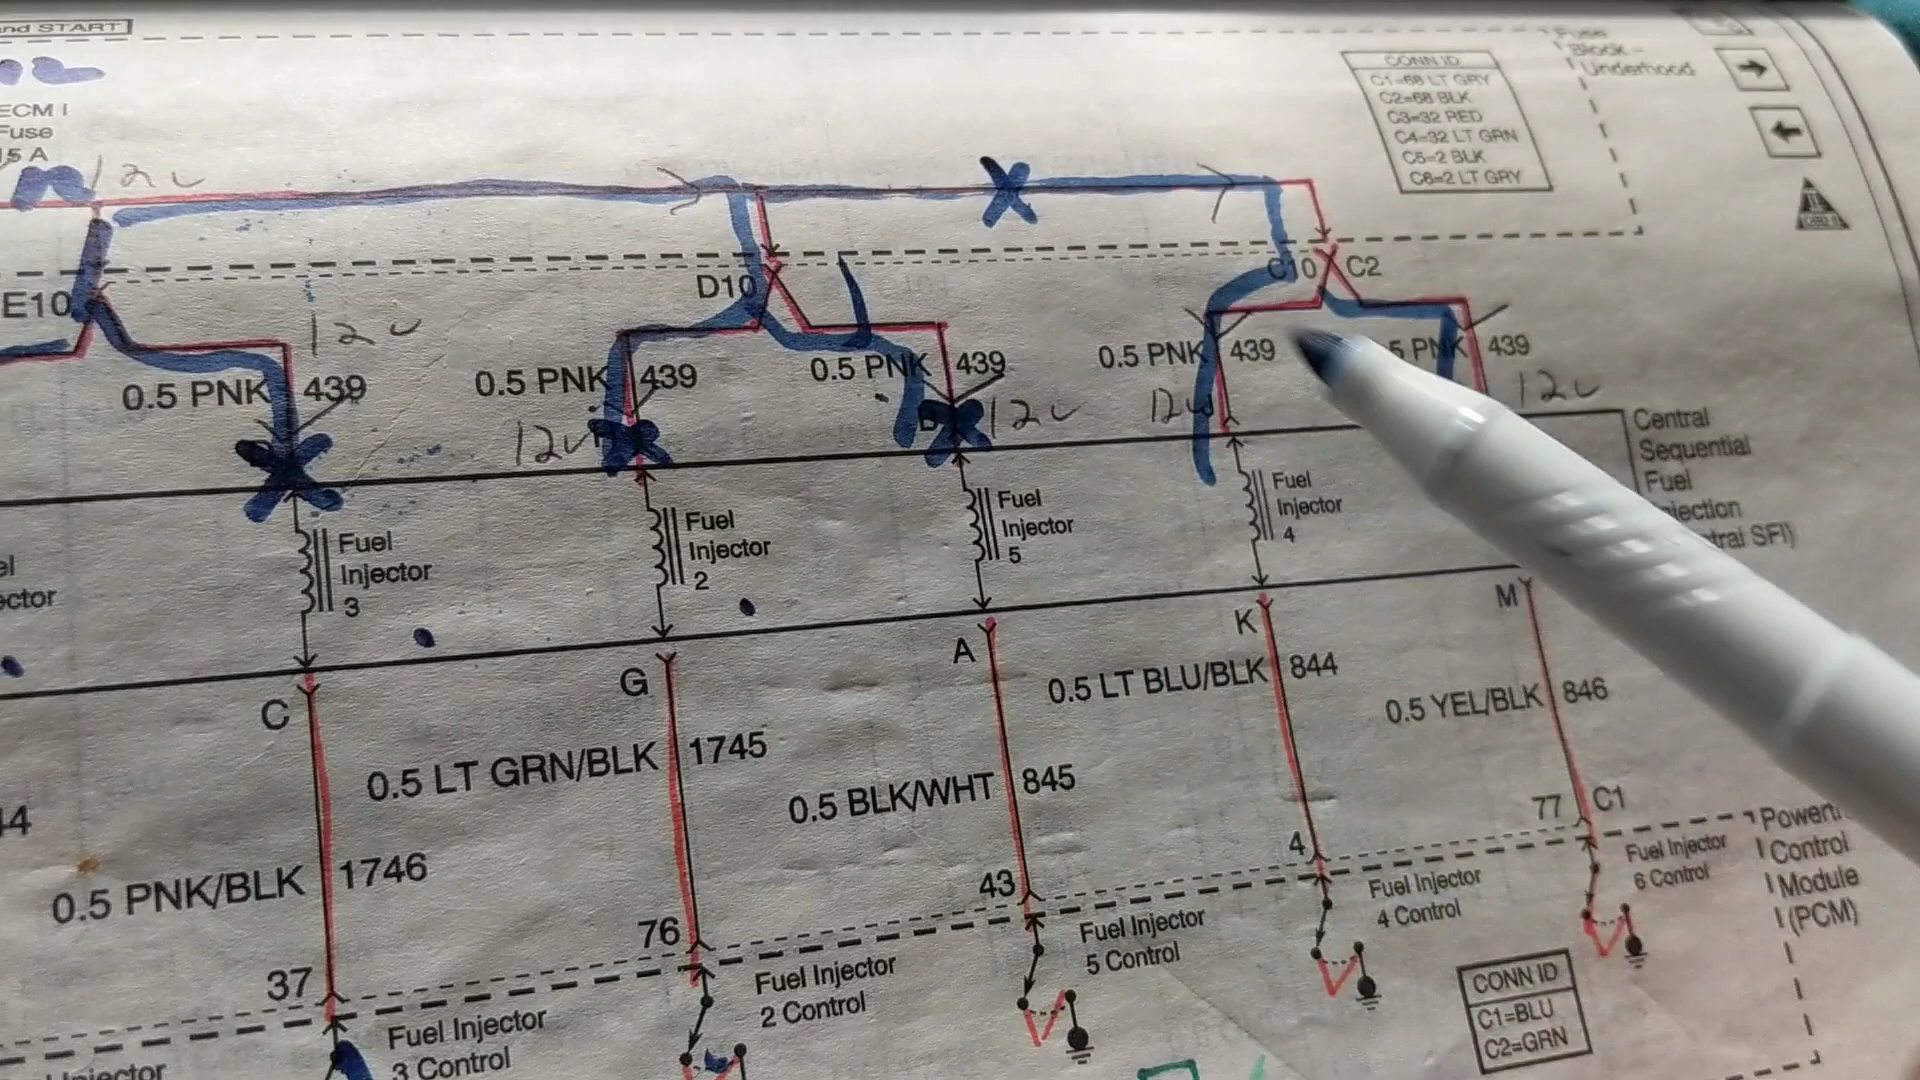 and START
ECM I
Fuse
15 A
12v
Fuse
Block -
Underhood
CONN ID
C1=68 LT GRY
C2=68 BLK
C3=32 RED
C4=32 LT GRN
C5=2 BLK
C6=2 LT GRY
E10
D10
C10
C2
12v
0.5 PNK 439
0.5 PNK 439
0.5 PNK 439
0.5 PNK 439
5 PNK 439
12v
12v
12v
12v
Central
Sequential
Fuel
Injection
Fuel
Injector
3
Fuel
Injector
2
Fuel
Injector
5
Fuel
Injector
4
C
G
A
K
M
0.5 PNK/BLK 1746
0.5 LT GRN/BLK 1745
0.5 BLK/WHT 845
0.5 LT BLU/BLK 844
0.5 YEL/BLK 846
37
76
43
4
77 C1
Fuel Injector
3 Control
Fuel Injector
2 Control
Fuel Injector
5 Control
Fuel Injector
4 Control
Fuel Injector
6 Control
Control
Module
(PCM)
CONN ID
C1=BLU
C2=GRN